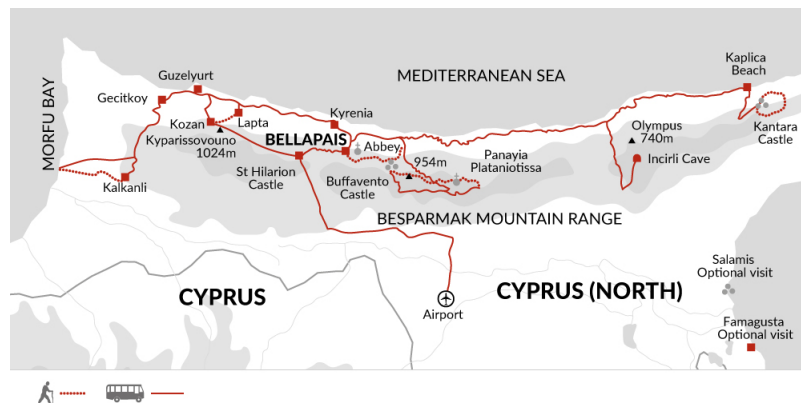 MEDITERRANEAN SEA
Kaplica
Beach
Guzelyurt
Gecitkoy
MORFU BAY
Kozan
Lapta
Kyrenia
Kyparissovouno
1024m
BELLAPAIS
Abbey
Olympus
740m
Kantara
Castle
954m
Panayia
Plataniotissa
Incirli Cave
St Hilarion
Castle
Buffavento
Castle
Kalkanli
BESPARMAK MOUNTAIN RANGE
Salamis
Optional visit
CYPRUS
CYPRUS (NORTH)
Airport
Famagusta
Optional visit